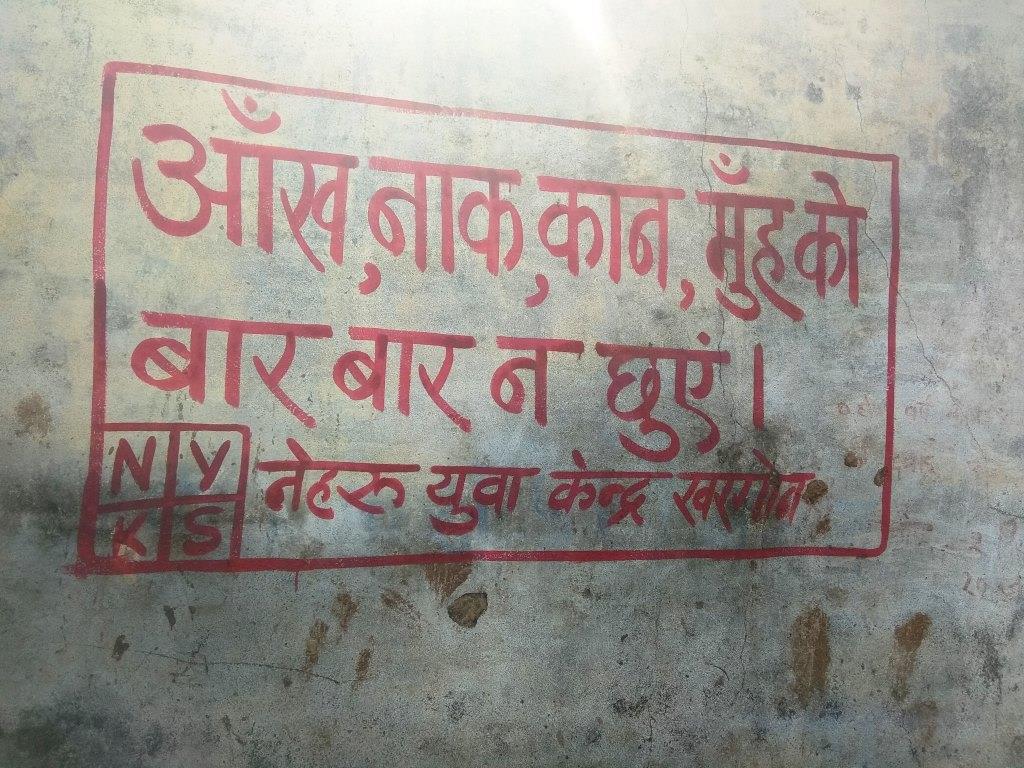 आँख, नाक, कान, मुँह को
बार बार न छुएं।
N Y
K S
नेहरू युवा केन्द्र खरगोन